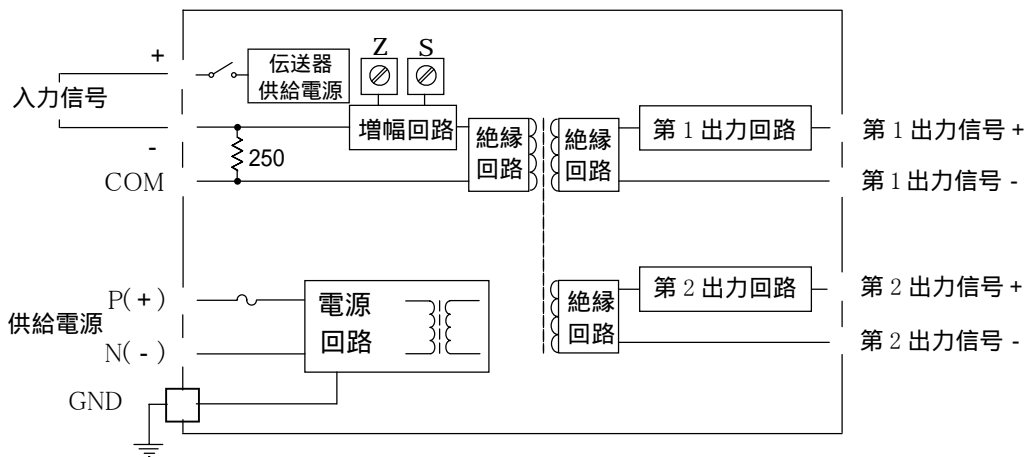 +
入力信号
-
COM
伝送器
供給電源
Z
S
増幅回路
250
絶縁
回路
絶縁
回路
第 1 出力回路
第 1 出力信号 +
第 1 出力信号 -
P( + )
供給電源
N( - )
GND
電源
回路
絶縁
回路
第 2 出力回路
第 2 出力信号 +
第 2 出力信号 -